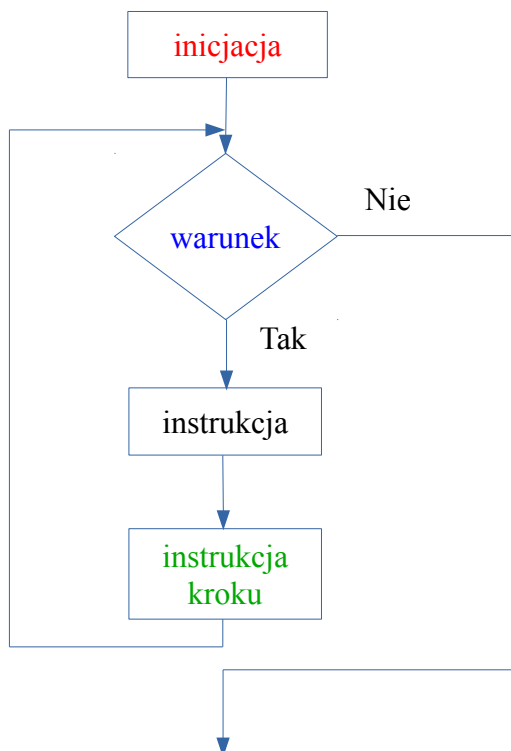 inicjacja
warunek
Nie
Tak
instrukcja
instrukcja
kroku